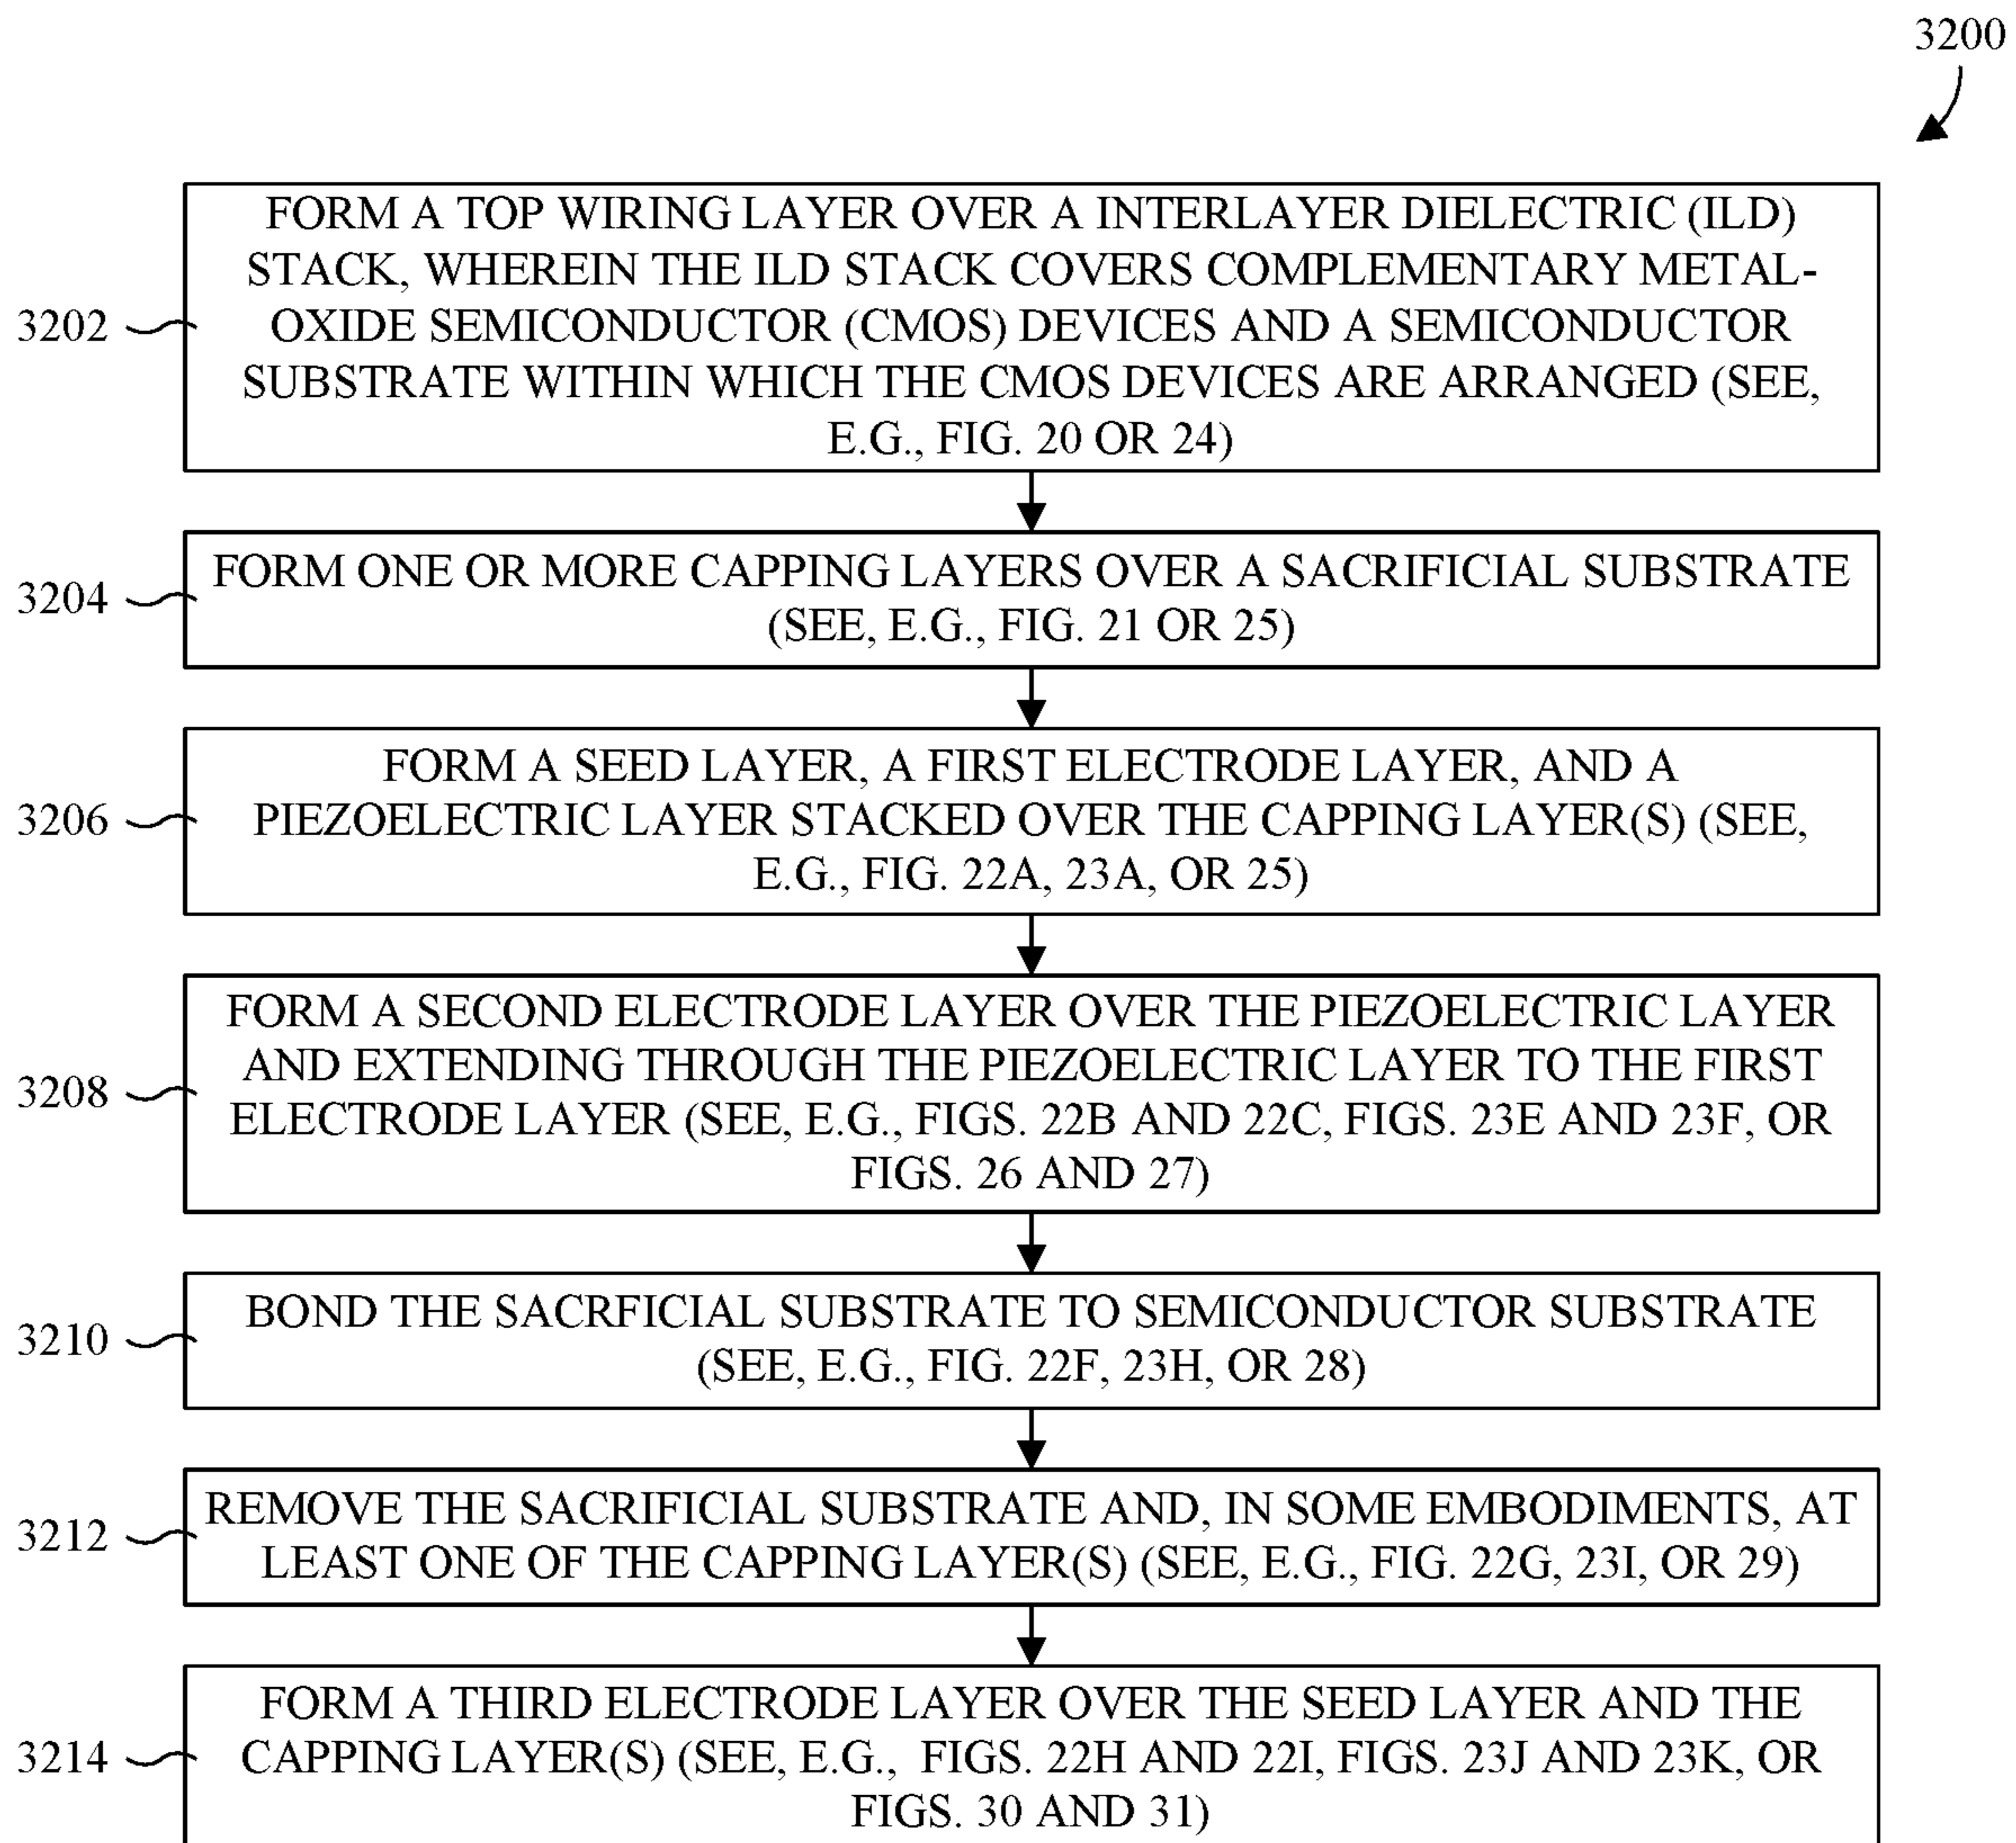 3200
FORM A TOP WIRING LAYER OVER A INTERLAYER DIELECTRIC (ILD)
STACK, WHEREIN THE ILD STACK COVERS COMPLEMENTARY METAL-
OXIDE SEMICONDUCTOR (CMOS) DEVICES AND A SEMICONDUCTOR
SUBSTRATE WITHIN WHICH THE CMOS DEVICES ARE ARRANGED (SEE,
E.G., FIG. 20 OR 24)
3202
FORM ONE OR MORE CAPPING LAYERS OVER A SACRIFICIAL SUBSTRATE
(SEE, E.G., FIG. 21 OR 25)
3204
FORM A SEED LAYER, A FIRST ELECTRODE LAYER, AND A
PIEZOELECTRIC LAYER STACKED OVER THE CAPPING LAYER(S) (SEE,
E.G., FIG. 22A, 23A, OR 25)
3206
FORM A SECOND ELECTRODE LAYER OVER THE PIEZOELECTRIC LAYER
AND EXTENDING THROUGH THE PIEZOELECTRIC LAYER TO THE FIRST
ELECTRODE LAYER (SEE, E.G., FIGS. 22B AND 22C, FIGS. 23E AND 23F, OR
FIGS. 26 AND 27)
3208
BOND THE SACRFICIAL SUBSTRATE TO SEMICONDUCTOR SUBSTRATE
(SEE, E.G., FIG. 22F, 23H, OR 28)
3210
REMOVE THE SACRIFICIAL SUBSTRATE AND, IN SOME EMBODIMENTS, AT
LEAST ONE OF THE CAPPING LAYER(S) (SEE, E.G., FIG. 22G, 23I, OR 29)
3212
FORM A THIRD ELECTRODE LAYER OVER THE SEED LAYER AND THE
CAPPING LAYER(S) (SEE, E.G., FIGS. 22H AND 22I, FIGS. 23J AND 23K, OR
FIGS. 30 AND 31)
3214